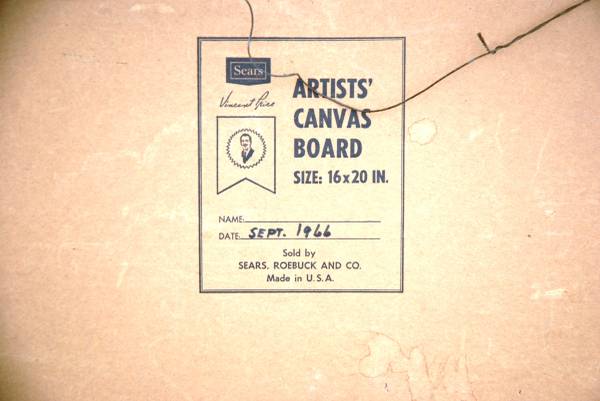 Sears
Vincent Price
ARTISTS'
CANVAS
BOARD
SIZE: 16x20 IN.
NAME:
DATE: SEPT. 1966
Sold by
SEARS, ROEBUCK AND CO.
Made in U.S.A.